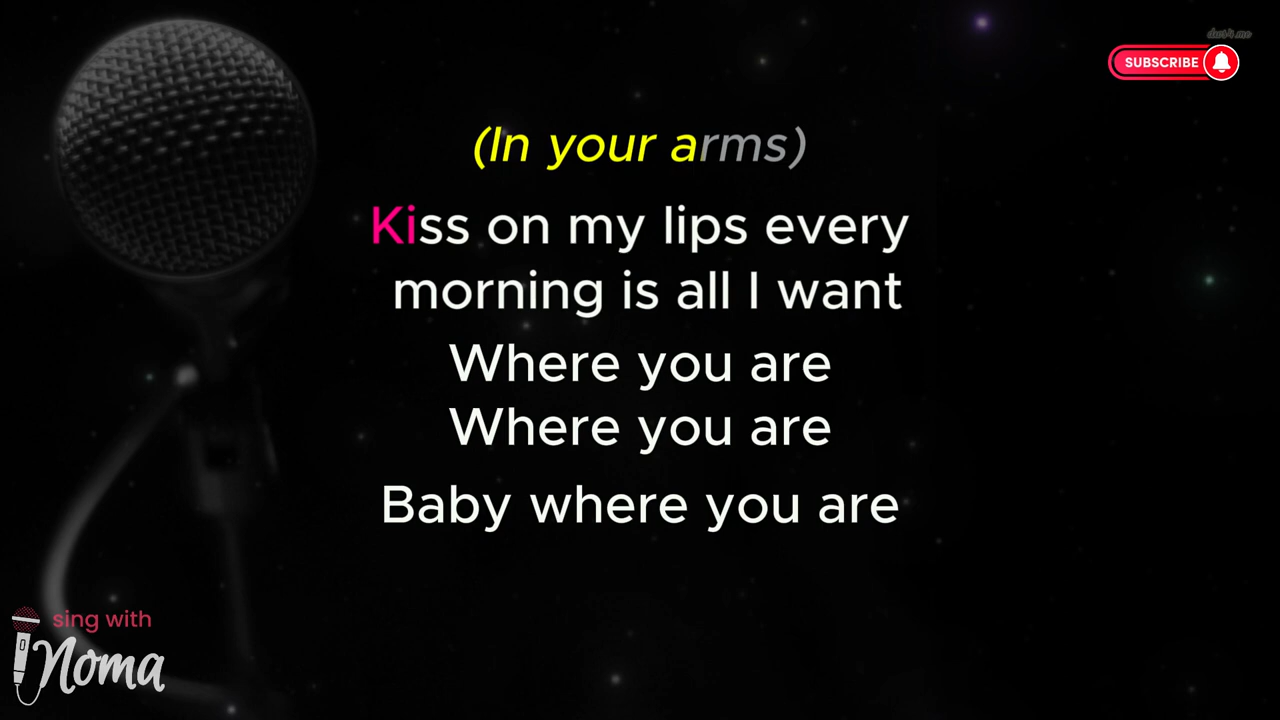 SUBSCRIBE
(In your arms)
Kiss on my lips every
morning is all I want
Where you are
Where you are
Baby where you are
sing with
Noma